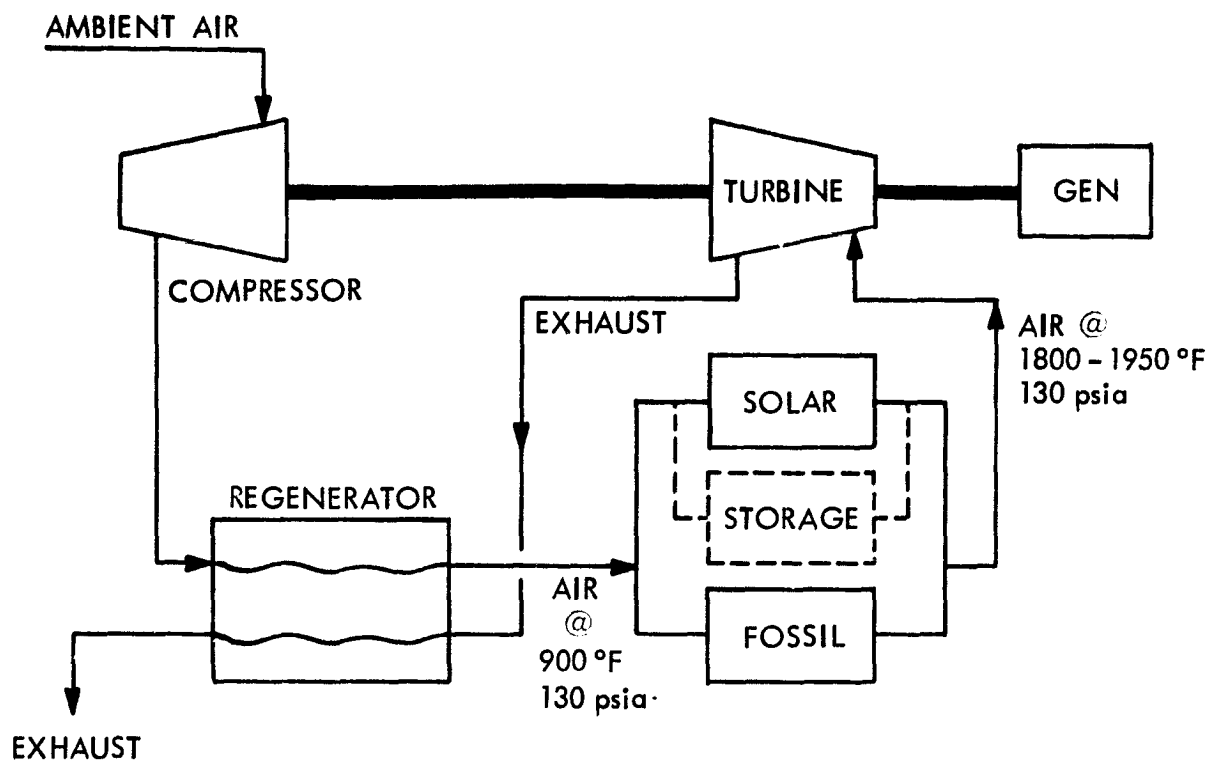 AMBIENT AIR
TURBINE
GEN
COMPRESSOR
EXHAUST
AIR @
1800 – 1950 °F
130 psia
SOLAR
STORAGE
FOSSIL
REGENERATOR
AIR
@
900 °F
130 psia
EXHAUST